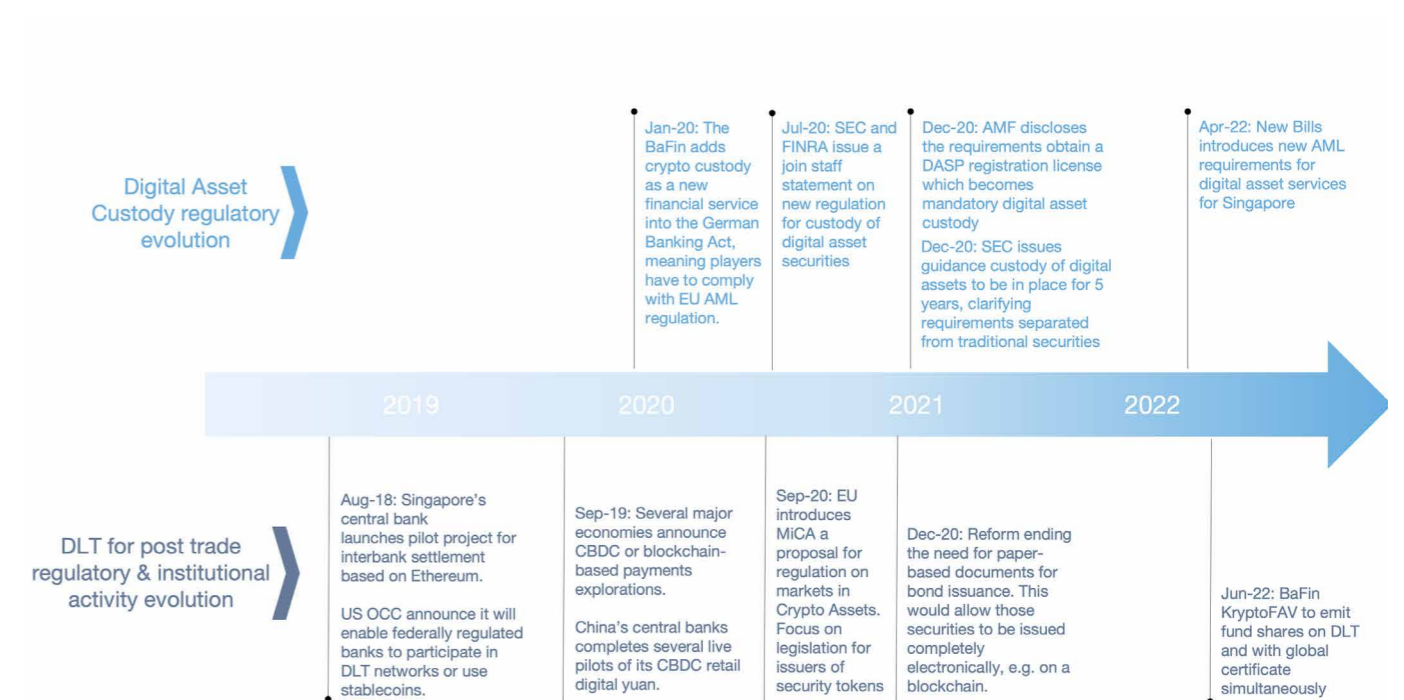 Digital Asset
Custody regulatory
evolution
Jan-20: The
BaFin adds
crypto custody
as a new
financial service
into the German
Banking Act,
meaning players
have to comply
with EU AML
regulation.
Jul-20: SEC and
FINRA issue a
join staff
statement on
new regulation
for custody of
digital asset
securities
Dec-20: AMF discloses
the requirements obtain a
DASP registration license
which becomes
mandatory digital asset
custody
Dec-20: SEC issues
guidance custody of digital
assets to be in place for 5
years, clarifying
requirements separated
from traditional securities
Apr-22: New Bills
introduces new AML
requirements for
digital asset services
for Singapore
2019
2020
2021
2022
DLT for post trade
regulatory & institutional
activity evolution
Aug-18: Singapore's
central bank
launches pilot project for
interbank settlement
based on Ethereum.
US OCC announce it will
enable federally regulated
banks to participate in
DLT networks or use
stablecoins.
Sep-19: Several major
economies announce
CBDC or blockchain-
based payments
explorations.
China's central banks
completes several live
pilots of its CBDC retail
digital yuan.
Sep-20: EU
introduces
MiCA a
proposal for
regulation on
markets in
Crypto Assets.
Focus on
legislation for
issuers of
security tokens
Dec-20: Reform ending
the need for paper-
based documents for
bond issuance. This
would allow those
securities to be issued
completely
electronically, e.g. on a
blockchain.
Jun-22: BaFin
KryptoFAV to emit
fund shares on DLT
and with global
certificate
simultaneously